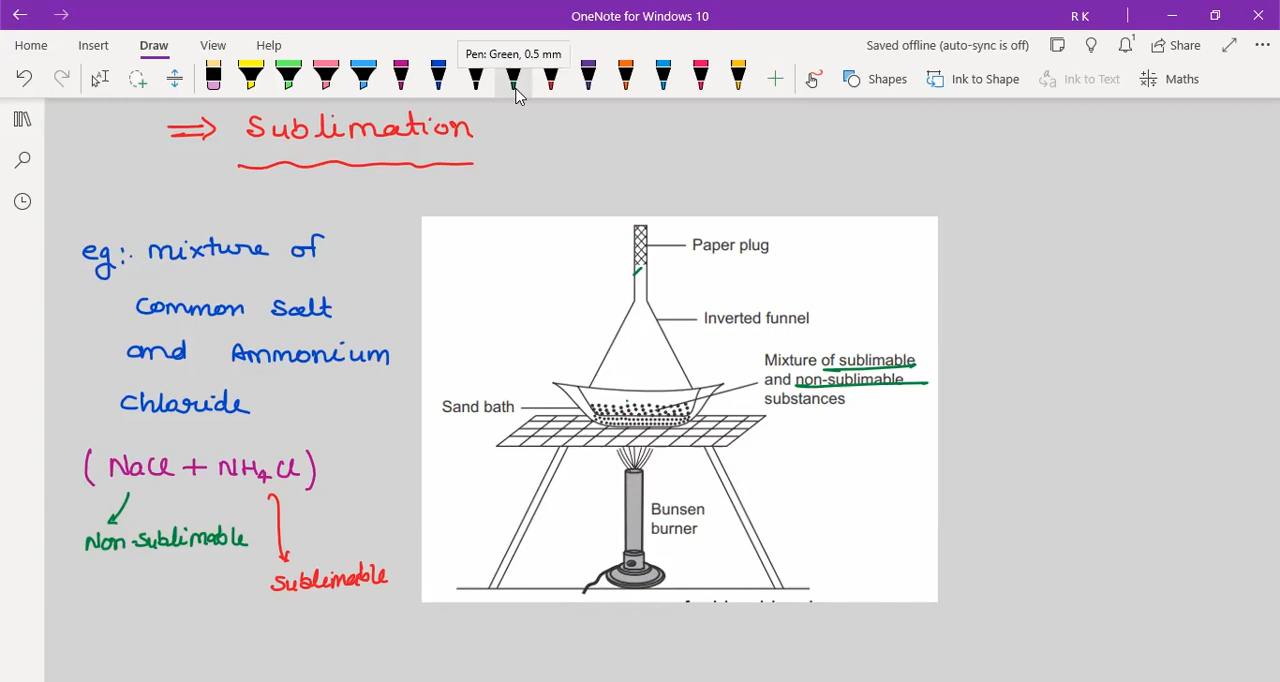 OneNote for Windows 10
R K
Home Insert Draw View Help
Saved offline (auto-sync is off)
1
Share
Pen: Green, 0.5 mm
Shapes
Ink to Shape
Ink to Text
Maths
⇒ Sublimation
eg:. mixture of
Common Salt
and Ammonium
Chloride
( NaCl + NH4Cl )
Non-Sublimable
Sublimable
Paper plug
Inverted funnel
Mixture of sublimable
and non-sublimable
substances
Sand bath
Bunsen
burner